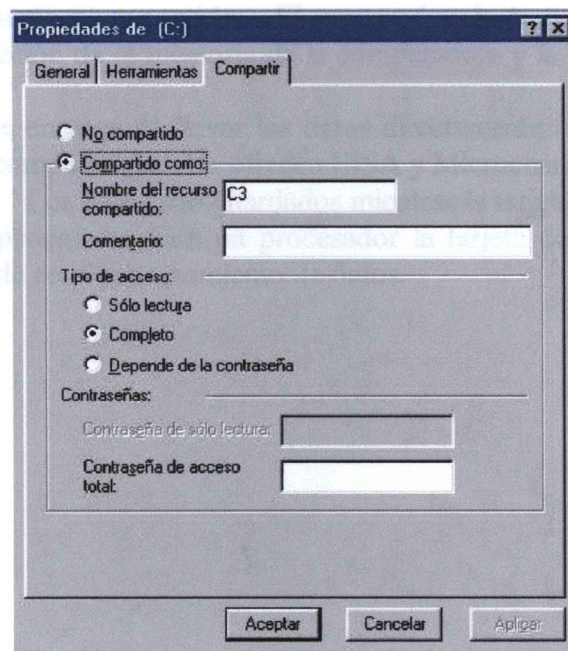 Propiedades de (C:)
General Herramientas Compartir
No compartido
Compartido como:
Nombre del recurso
compartido:
C3
Comentario:
Tipo de acceso:
Sólo lectura
Completo
Depende de la contraseña
Contraseñas:
Contraseña de sólo lectura:
Contraseña de acceso
total:
Aceptar Cancelar Aplicar